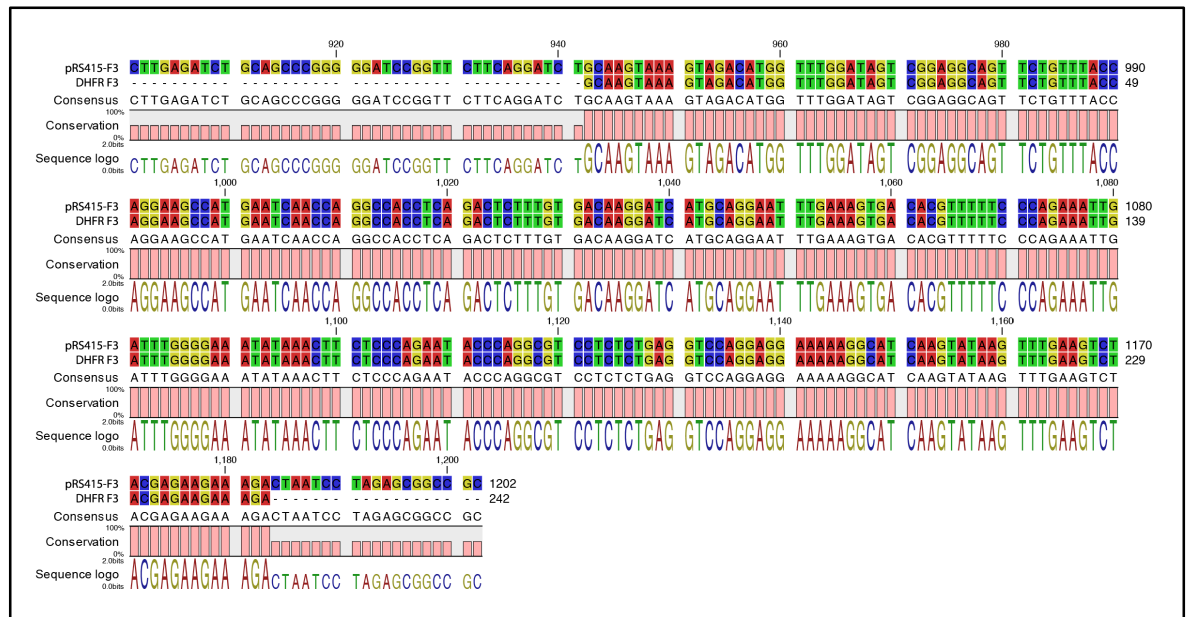 920 940 960 980
pRS415-F3 CTTGAGATCT GCAGCCCGGG GGATCCGGTT CTTCAGGATC TGCAAGTAAA GTAGACATGG TTTGGATAGT CGGAGGCAGT TCTGTTTACC 990
DHFR F3 - - - - - - - - - - - - - - - - - - - - - - - - - - - - - - - - - - - - - - - - - GCAAGTAAA GTAGACATGG TTTGGATAGT CGGAGGCAGT TCTGTTTACC 49
Consensus CTTGAGATCT GCAGCCCGGG GGATCCGGTT CTTCAGGATC TGCAAGTAAA GTAGACATGG TTTGGATAGT CGGAGGCAGT TCTGTTTACC
100%
Conservation
0%
2.0bits
Sequence logo CTTGAGATCT GCAGCCCGGG GGATCCGGTT CTTCAGGATC TGCAAGTAAA GTAGACATGG TTTGGATAGT CGGAGGCAGT TCTGTTTACC
0.0bits
1,000 1,020 1,040 1,060 1,080
pRS415-F3 AGGAAGCCAT GAATCAACCA GGCCACCTCA GACTCTTTGT GACAAGGATC ATGCAGGAAT TTGAAAGTGA CACGTTTTTC CCAGAAATTG 1080
DHFR F3 AGGAAGCCAT GAATCAACCA GGCCACCTCA GACTCTTTGT GACAAGGATC ATGCAGGAAT TTGAAAGTGA CACGTTTTTC CCAGAAATTG 139
Consensus AGGAAGCCAT GAATCAACCA GGCCACCTCA GACTCTTTGT GACAAGGATC ATGCAGGAAT TTGAAAGTGA CACGTTTTTC CCAGAAATTG
100%
Conservation
0%
2.0bits
Sequence logo AGGAAGCCAT GAATCAACCA GGCCACCTCA GACTCTTTGT GACAAGGATC ATGCAGGAAT TTGAAAGTGA CACGTTTTTC CCAGAAATTG
0.0bits
1,100 1,120 1,140 1,160
pRS415-F3 ATTTGGGGAA ATATAAACTT CTCCCAGAAT ACCCAGGCGT CCTCTCTGAG GTCCAGGAGG AAAAAGGCAT CAAGTATAAG TTTGAAGTCT 1170
DHFR F3 ATTTGGGGAA ATATAAACTT CTCCCAGAAT ACCCAGGCGT CCTCTCTGAG GTCCAGGAGG AAAAAGGCAT CAAGTATAAG TTTGAAGTCT 229
Consensus ATTTGGGGAA ATATAAACTT CTCCCAGAAT ACCCAGGCGT CCTCTCTGAG GTCCAGGAGG AAAAAGGCAT CAAGTATAAG TTTGAAGTCT
100%
Conservation
0%
2.0bits
Sequence logo ATTTGGGGAA ATATAAACTT CTCCCAGAAT ACCCAGGCGT CCTCTCTGAG GTCCAGGAGG AAAAAGGCAT CAAGTATAAG TTTGAAGTCT
0.0bits
1,180 1,200
pRS415-F3 ACGAGAAGAA AGACTAATCC TAGAGCGGCC GC 1202
DHFR F3 ACGAGAAGAA AGA- - - - - - - - - - - - - - - - - - - 242
Consensus ACGAGAAGAA AGACTAATCC TAGAGCGGCC GC
100%
Conservation
0%
2.0bits
Sequence logo ACGAGAAGAA AGACTAATCC TAGAGCGGCC GC
0.0bits